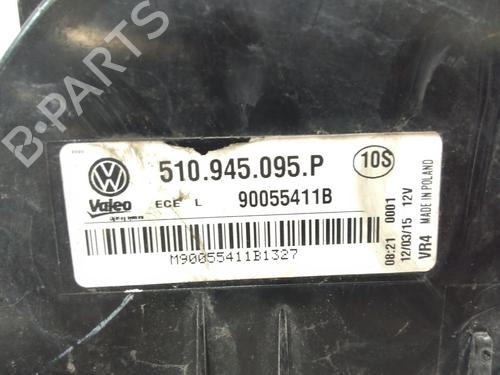 B-PARTS
510.945.095.P
10S
VW
Valeo
ECE L
90055411B
M90055411B1327
08:21 0001
12/03/15 12V
VR4 MADE IN POLAND